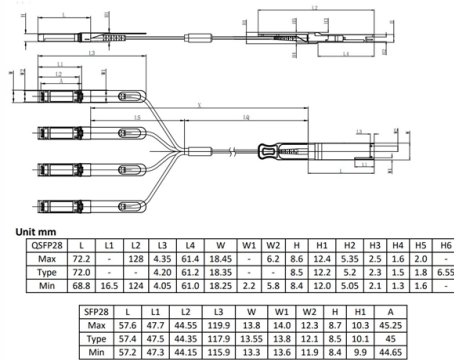 L
L2
L3
L1
L2
A
X
LS
LQ
L3
L
Unit mm
QSFP28 L L1 L2 L3 L4 W W1 W2 H H1 H2 H3 H4 H5 H6
Max 72.2 - 128 4.35 61.4 18.45 - 6.2 8.6 12.4 5.35 2.5 1.6 2.0 -
Type 72.0 - - 4.20 61.2 18.35 - - 8.5 12.2 5.2 2.3 1.5 1.8 6.55
Min 68.8 16.5 124 4.05 61.0 18.25 2.2 5.8 8.4 12.0 5.05 2.1 1.3 1.6 -
SFP28 L L1 L2 L3 W W1 W2 H H1 A
Max 57.6 47.7 44.55 119.9 13.8 14.0 12.3 8.7 10.3 45.25
Type 57.4 47.5 44.35 117.9 13.55 13.8 12.1 8.5 10.1 45
Min 57.2 47.3 44.15 115.9 13.3 13.6 11.9 8.4 9.9 44.65